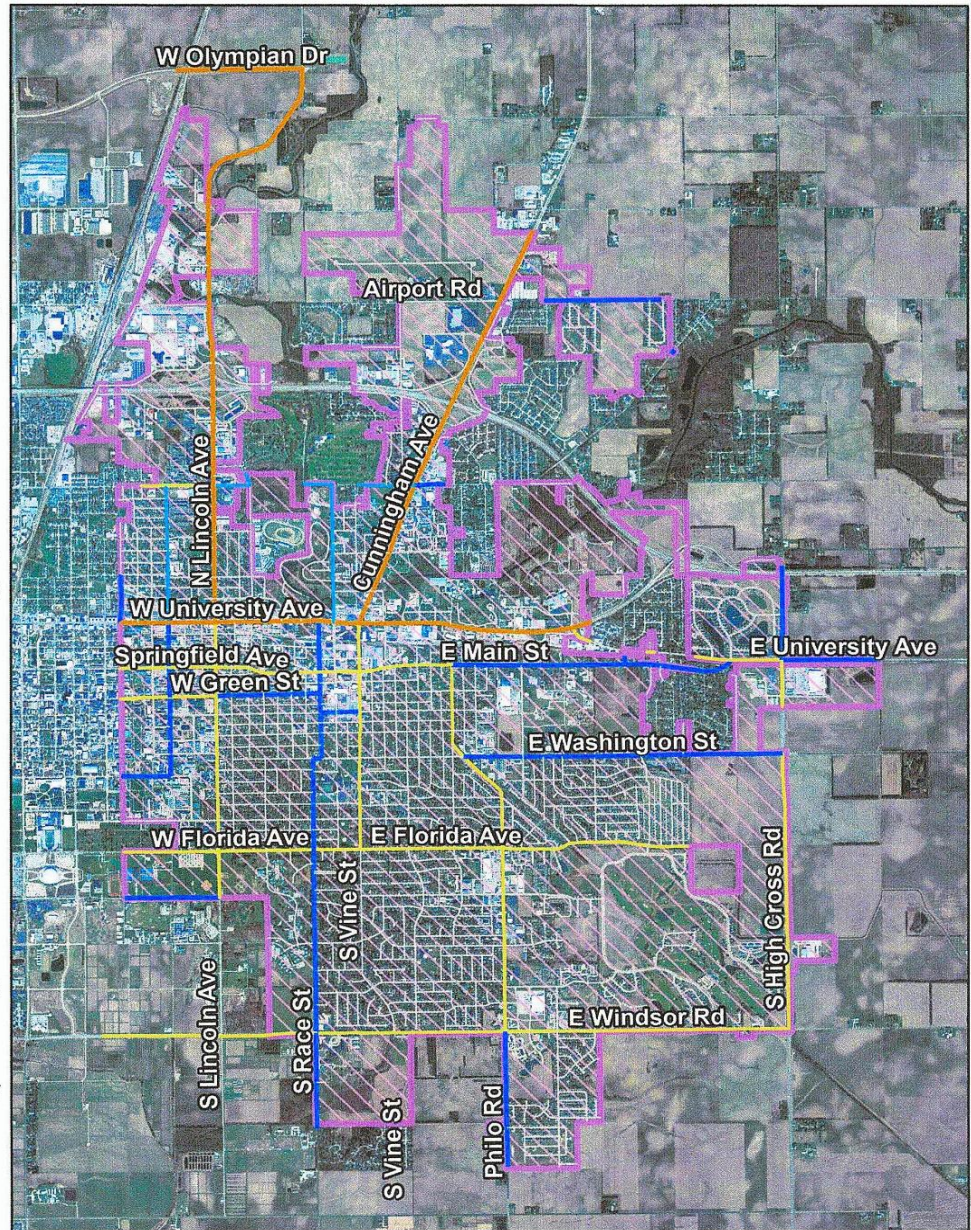 W Olympian Dr
Airport Rd
N Lincoln Ave
Cunningham Ave
W University Ave
E Main St
E University Ave
Springfield Ave
W Green St
E Washington St
W Florida Ave
E Florida Ave
S Vine St
S High Cross Rd
E Windsor Rd
S Lincoln Ave
S Race St
S Vine St
Philo Rd